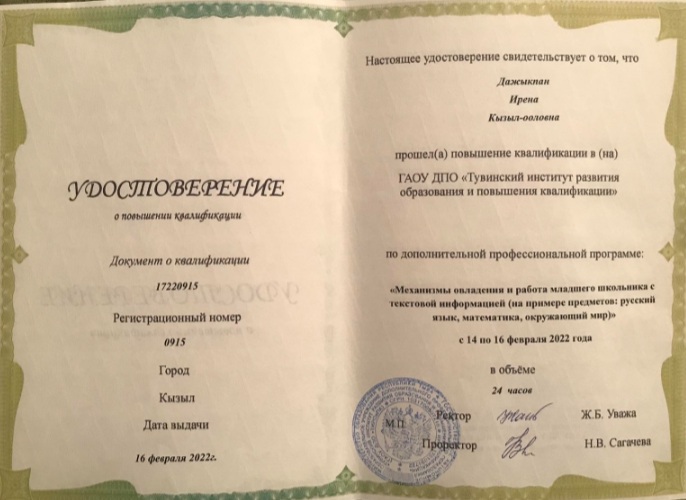 УДОСТОВЕРЕНИЕ
о повышении квалификации
Документ о квалификации
17220915
Регистрационный номер
0915
Город
Кызыл
Дата выдачи
16 февраля 2022г.
Настоящее удостоверение свидетельствует о том, что
Дажыкпан
Ирена
Кызыл-ооловна
прошел(а) повышение квалификации в (на)
ГАОУ ДПО «Тувинский институт развития
образования и повышения квалификации»
по дополнительной профессиональной программе:
«Механизмы овладения и работа младшего школьника с
текстовой информацией (на примере предметов: русский
язык, математика, окружающий мир)»
с 14 по 16 февраля 2022 года
в объёме
24 часов
М.П.
Ректор Ж.Б. Уважа
Проректор Н.В. Сагачева